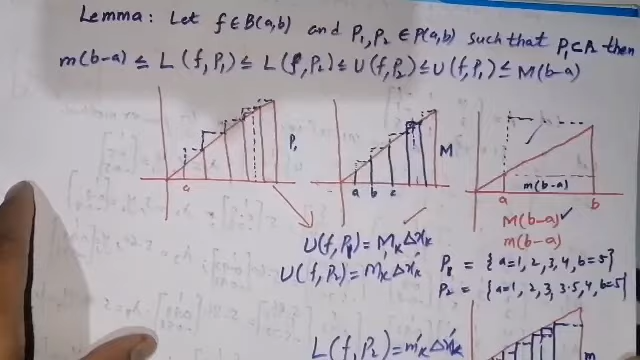 Lemma: Let f∈B(a,b) and P₁,P₂ ∈ P(a,b) such that P₁⊂P₂ then
m(b-a) ≤ L(f,P₁) ≤ L(f,P₂) ≤ U(f,P₂) ≤ U(f,P₁) ≤ M(b-a)
P₁
M
a
a b c
m(b-a)
a b
M(b-a)✓
m(b-a)
U(f,P₁) = Mₖ Δxₖ
U(f,P₂) = M'ₖ Δx'ₖ
P₁ = {a=1, 2, 3, 4, b=5}
P₂ = {a=1, 2, 3, 3.5, 4, b=5}
L(f,P₂) = m'ₖ Δx'ₖ
m